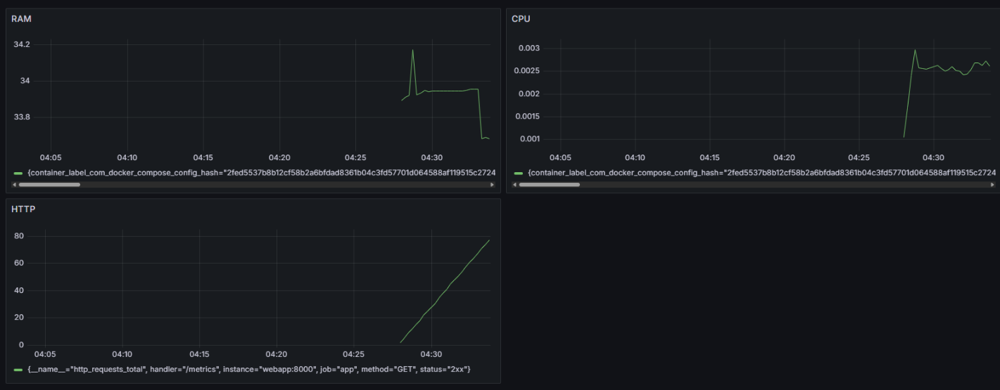 RAM
34.2
34
33.8
04:05 04:10 04:15 04:20 04:25 04:30
{container_label_com_docker_compose_config_hash="2fed5537b8b12cf58b2a6bfdad8361b04c3fd57701d064588af119515c2724
CPU
0.003
0.0025
0.002
0.0015
0.001
04:05 04:10 04:15 04:20 04:25 04:30
{container_label_com_docker_compose_config_hash="2fed5537b8b12cf58b2a6bfdad8361b04c3fd57701d064588af119515c2724
HTTP
80
60
40
20
0
04:05 04:10 04:15 04:20 04:25 04:30
{__name__="http_requests_total", handler="/metrics", instance="webapp:8000", job="app", method="GET", status="2xx"}